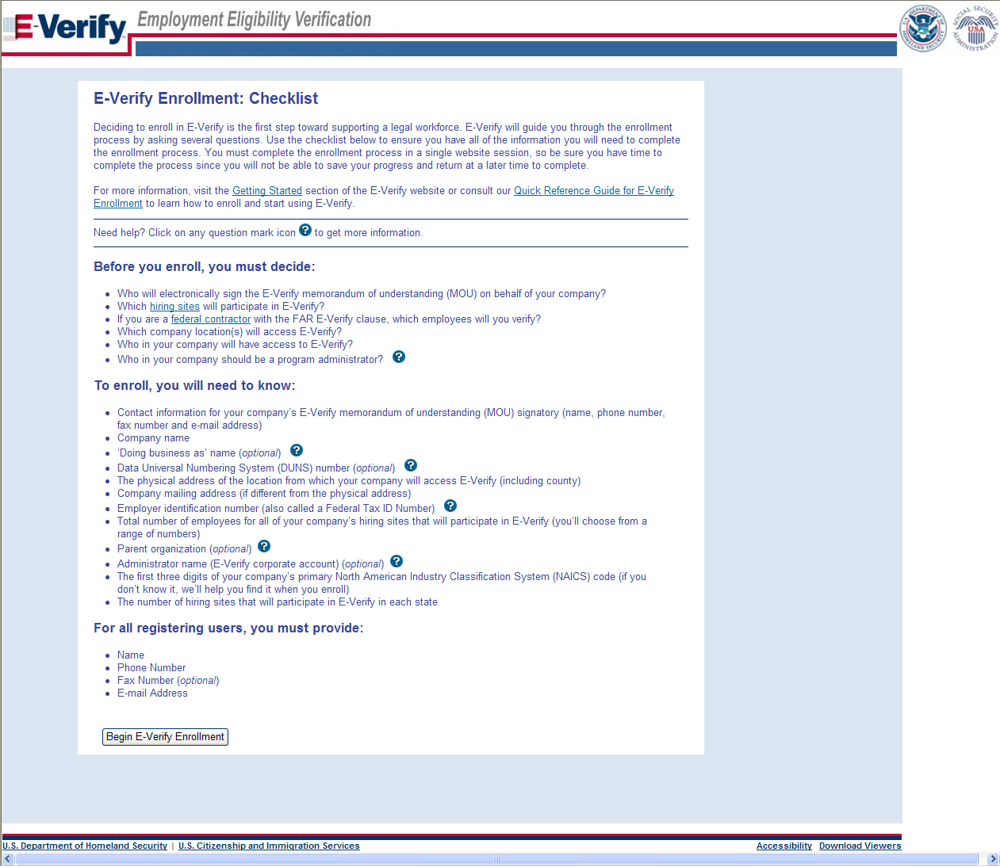 E-Verify
Employment Eligibility Verification
U.S. DEPARTMENT OF HOMELAND SECURITY
SOCIAL SECURITY ADMINISTRATION
USA
E-Verify Enrollment: Checklist
Deciding to enroll in E-Verify is the first step toward supporting a legal workforce. E-Verify will guide you through the enrollment
process by asking several questions. Use the checklist below to ensure you have all of the information you will need to complete
the enrollment process. You must complete the enrollment process in a single website session, so be sure you have time to
complete the process since you will not be able to save your progress and return at a later time to complete.
For more information, visit the Getting Started section of the E-Verify website or consult our Quick Reference Guide for E-Verify
Enrollment to learn how to enroll and start using E-Verify.
Need help? Click on any question mark icon ? to get more information.
Before you enroll, you must decide:
• Who will electronically sign the E-Verify memorandum of understanding (MOU) on behalf of your company?
• Which hiring sites will participate in E-Verify?
• If you are a federal contractor with the FAR E-Verify clause, which employees will you verify?
• Which company location(s) will access E-Verify?
• Who in your company will have access to E-Verify?
• Who in your company should be a program administrator? ?
To enroll, you will need to know:
• Contact information for your company's E-Verify memorandum of understanding (MOU) signatory (name, phone number,
fax number and e-mail address)
• Company name
• 'Doing business as' name (optional) ?
• Data Universal Numbering System (DUNS) number (optional) ?
• The physical address of the location from which your company will access E-Verify (including county)
• Company mailing address (if different from the physical address)
• Employer identification number (also called a Federal Tax ID Number) ?
• Total number of employees for all of your company's hiring sites that will participate in E-Verify (you'll choose from a
range of numbers)
• Parent organization (optional) ?
• Administrator name (E-Verify corporate account) (optional) ?
• The first three digits of your company's primary North American Industry Classification System (NAICS) code (if you
don't know it, we'll help you find it when you enroll)
• The number of hiring sites that will participate in E-Verify in each state
For all registering users, you must provide:
• Name
• Phone Number
• Fax Number (optional)
• E-mail Address
Begin E-Verify Enrollment
U.S. Department of Homeland Security | U.S. Citizenship and Immigration Services
Accessibility Download Viewers